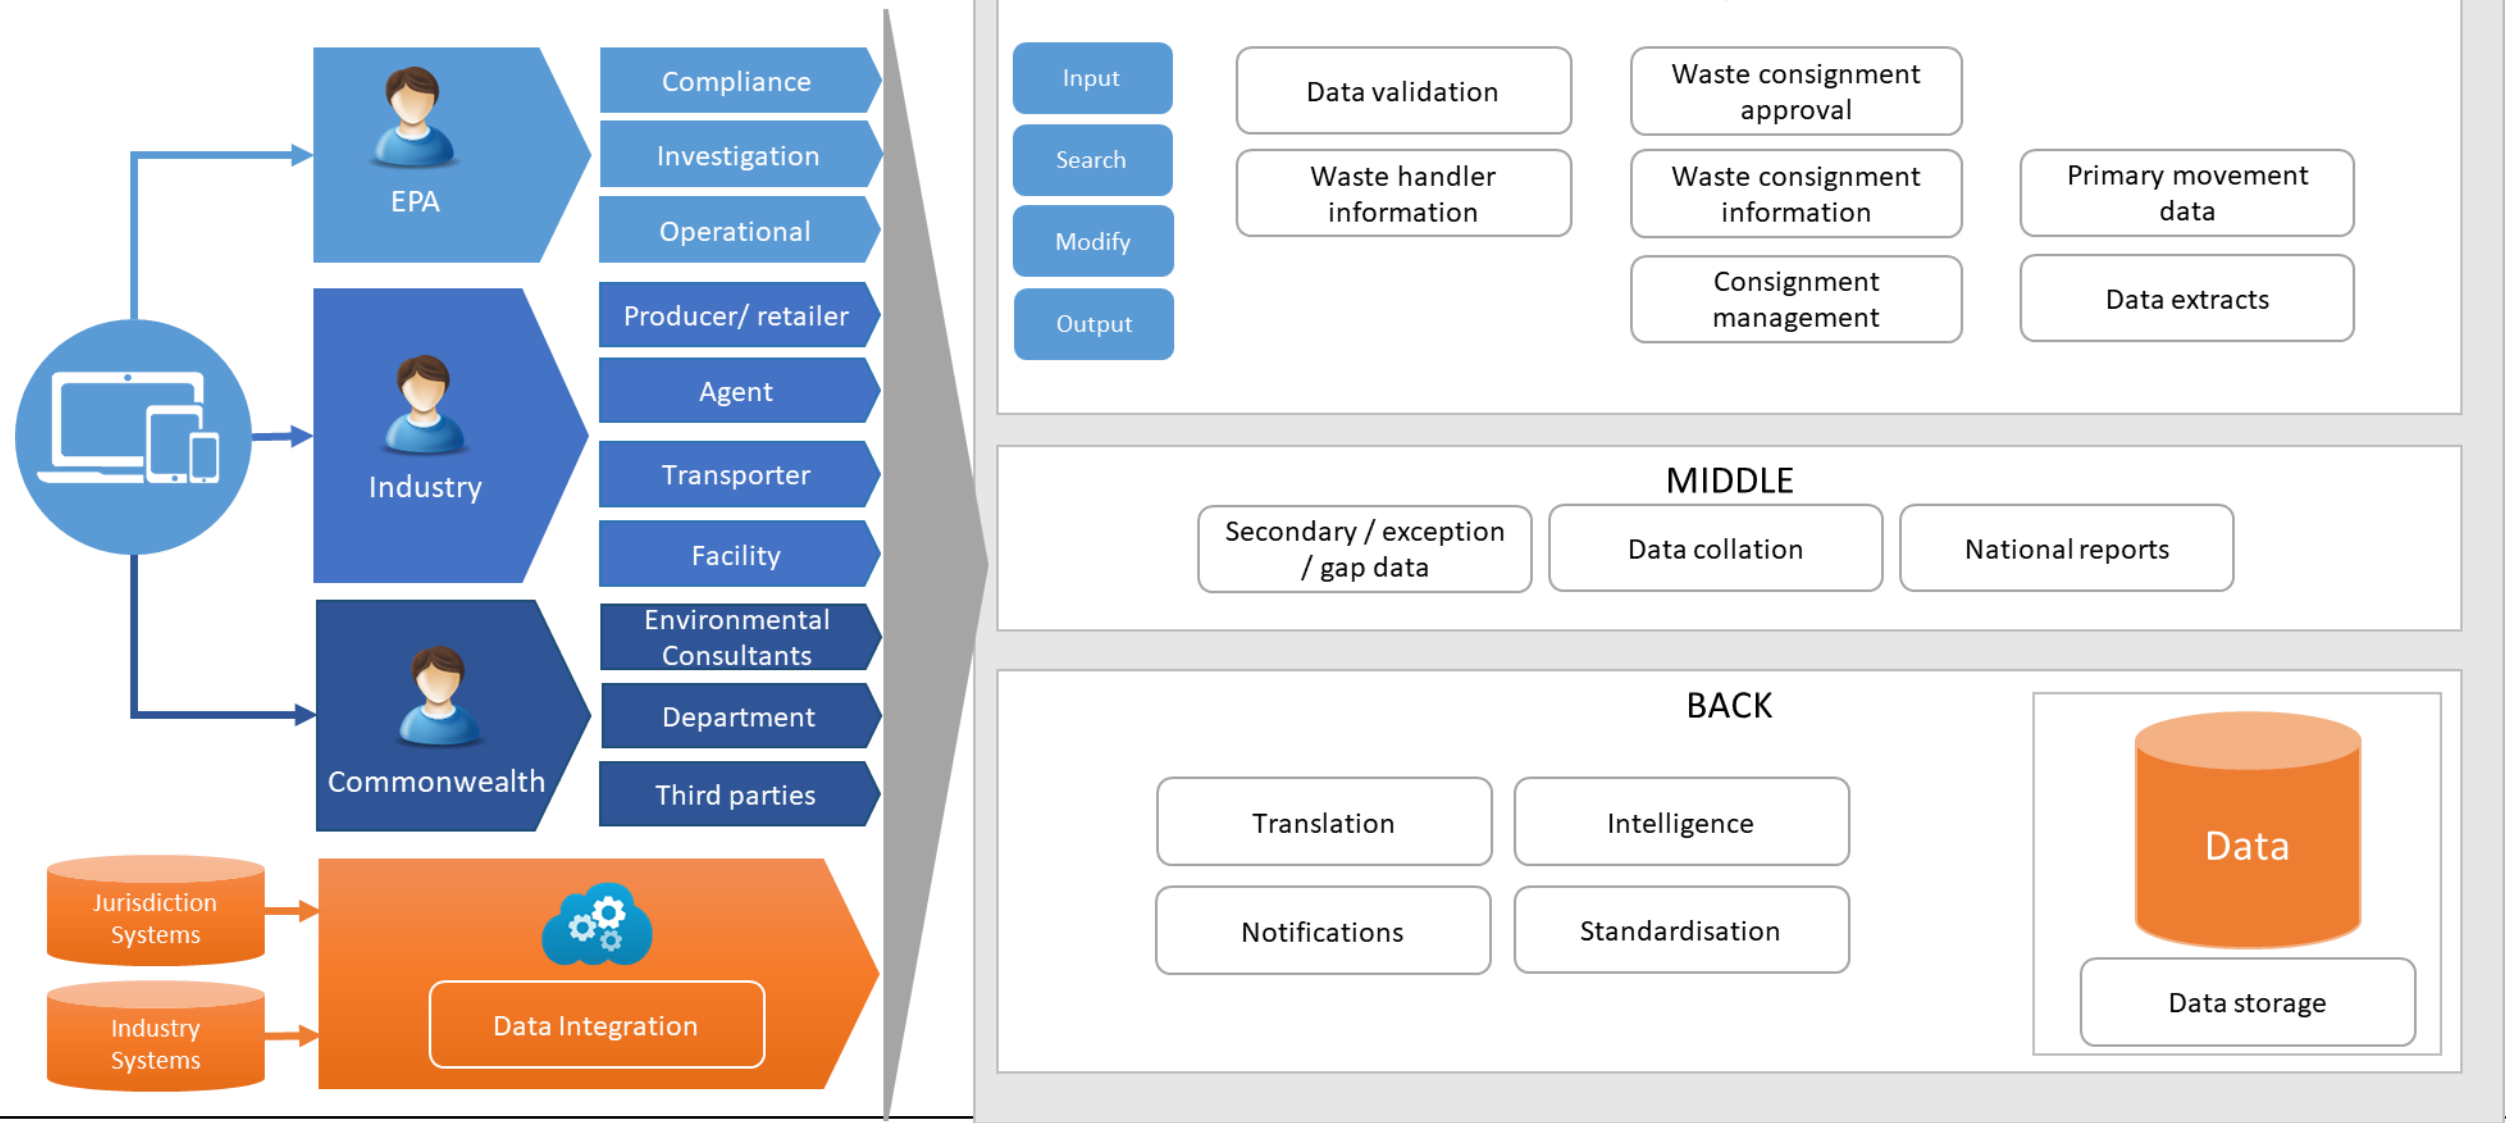 EPA
Compliance
Investigation
Operational
Industry
Producer/ retailer
Agent
Transporter
Facility
Commonwealth
Environmental
Consultants
Department
Third parties
Jurisdiction
Systems
Industry
Systems
Data Integration
Input
Search
Modify
Output
Data validation
Waste handler
information
Waste consignment
approval
Waste consignment
information
Consignment
management
Primary movement
data
Data extracts
MIDDLE
Secondary / exception
/ gap data
Data collation
National reports
BACK
Translation
Intelligence
Notifications
Standardisation
Data
Data storage